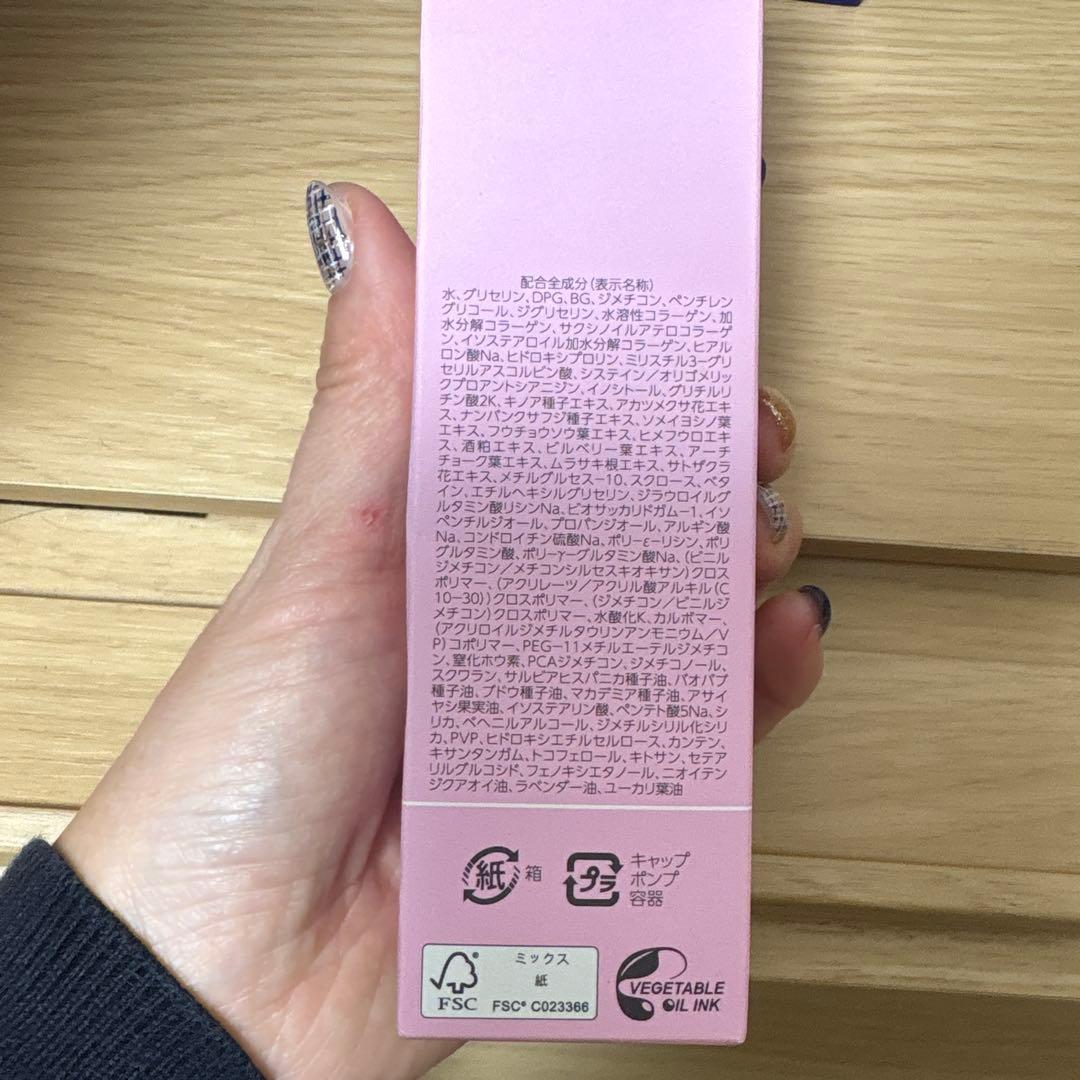 配合全成分(表示名称)
水、グリセリン、DPG、BG、ジメチコン、ペンチレン
グリコール、ジグリセリン、水溶性コラーゲン、加
水分解コラーゲン、サクシノイルアテロコラーゲ
ン、イソステアロイル加水分解コラーゲン、ヒアル
ロン酸Na、ヒドロキシプロリン、ミリスチル3-グリ
セリルアスコルビン酸、システイン/オリゴメリッ
クプロアントシアニジン、イノシトール、グリチルリ
チン酸2K、キノア種子エキス、アカツメクサ花エキ
ス、ナンバンクサフジ種子エキス、ソメイヨシノ葉
エキス、フウチョウソウ葉エキス、ヒメフウロエキ
ス、酒粕エキス、ビルベリー葉エキス、アーチ
チョーク葉エキス、ムラサキ根エキス、サトザクラ
花エキス、メチルグルセス-10、スクロース、ベタ
イン、エチルヘキシルグリセリン、ジラウロイルグ
ルタミン酸リシンNa、ビオサッカリドガム-1、イソ
ペンチルジオール、プロパンジオール、アルギン酸
Na、コンドロイチン硫酸Na、ポリ-ε-リシン、ポリ
グルタミン酸、ポリ-γ-グルタミン酸Na、(ビニル
ジメチコン/メチコンシルセスキオキサン)クロス
ポリマー、(アクリレーツ/アクリル酸アルキル(C
10-30))クロスポリマー、(ジメチコン/ビニルジ
メチコン)クロスポリマー、水酸化K、カルボマー、
(アクリロイルジメチルタウリンアンモニウム/V
P)コポリマー、PEG-11メチルエーテルジメチコ
ン、窒化ホウ素、PCAジメチコン、ジメチコノール、
スクワラン、サルビアヒスパニカ種子油、バオバブ
種子油、ブドウ種子油、マカデミア種子油、アサイ
ヤシ果実油、イソステアリン酸、ペンテト酸5Na、シ
リカ、ベヘニルアルコール、ジメチルシリル化シリ
カ、PVP、ヒドロキシエチルセルロース、カンテン、
キサンタンガム、トコフェロール、キトサン、セテア
リルグルコシド、フェノキシエタノール、ニオイテン
ジクアオイ油、ラベンダー油、ユーカリ葉油
紙 箱
プラ キャップ
ポンプ
容器
FSC
ミックス
紙
FSC® C023366
VEGETABLE
OIL INK